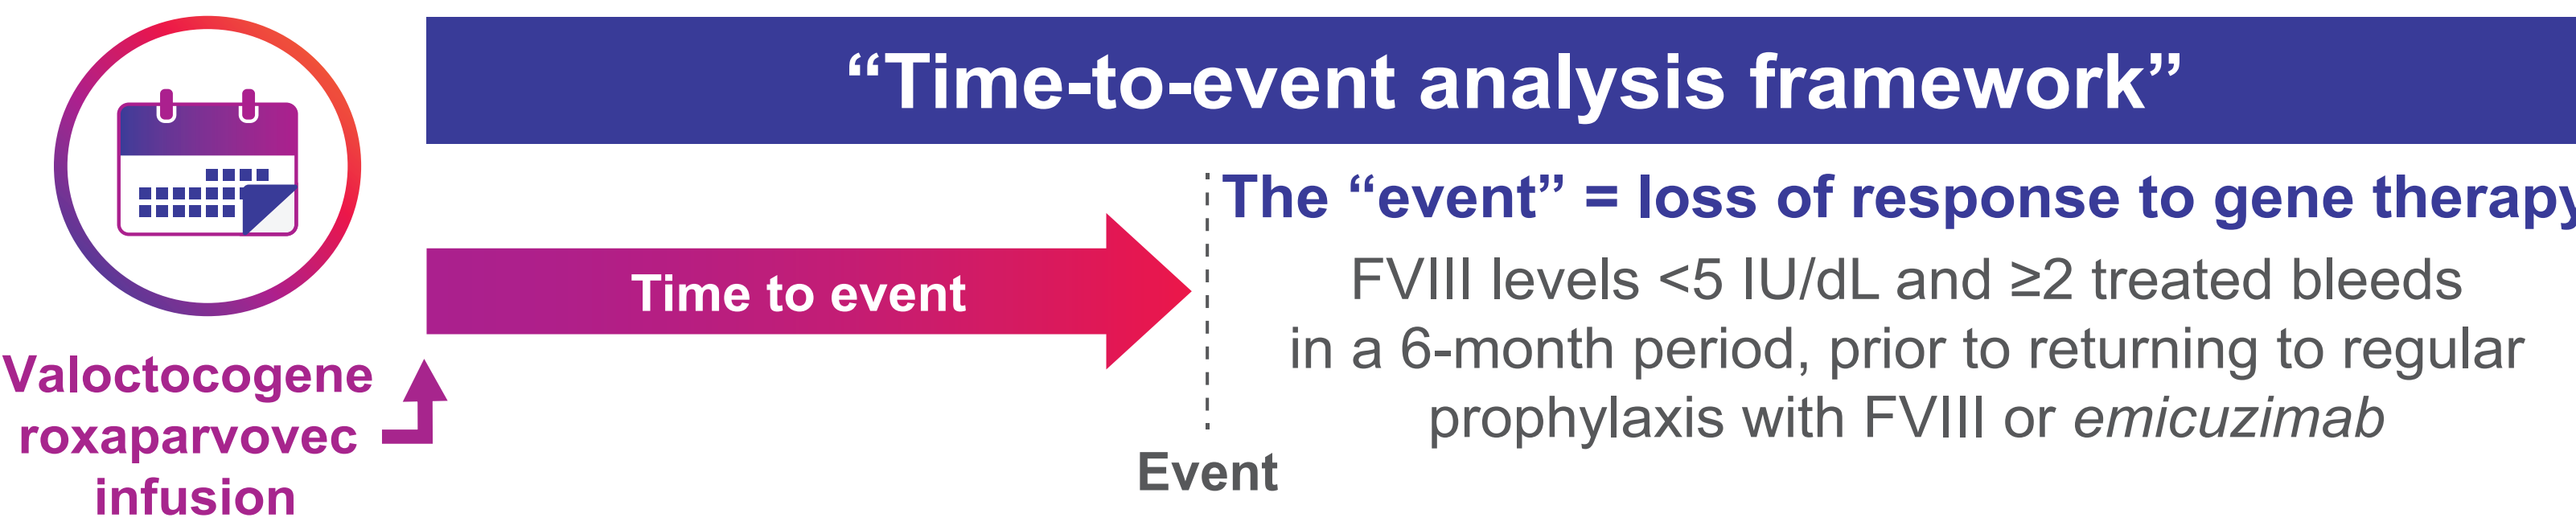 “Time-to-event analysis framework”
The “event” = loss of response to gene therapy
FVIII levels <5 IU/dL and ≥2 treated bleeds
in a 6-month period, prior to returning to regular
prophylaxis with FVIII or emicuzimab
Time to event
Valoctocogene
roxaparvovec
infusion
Event